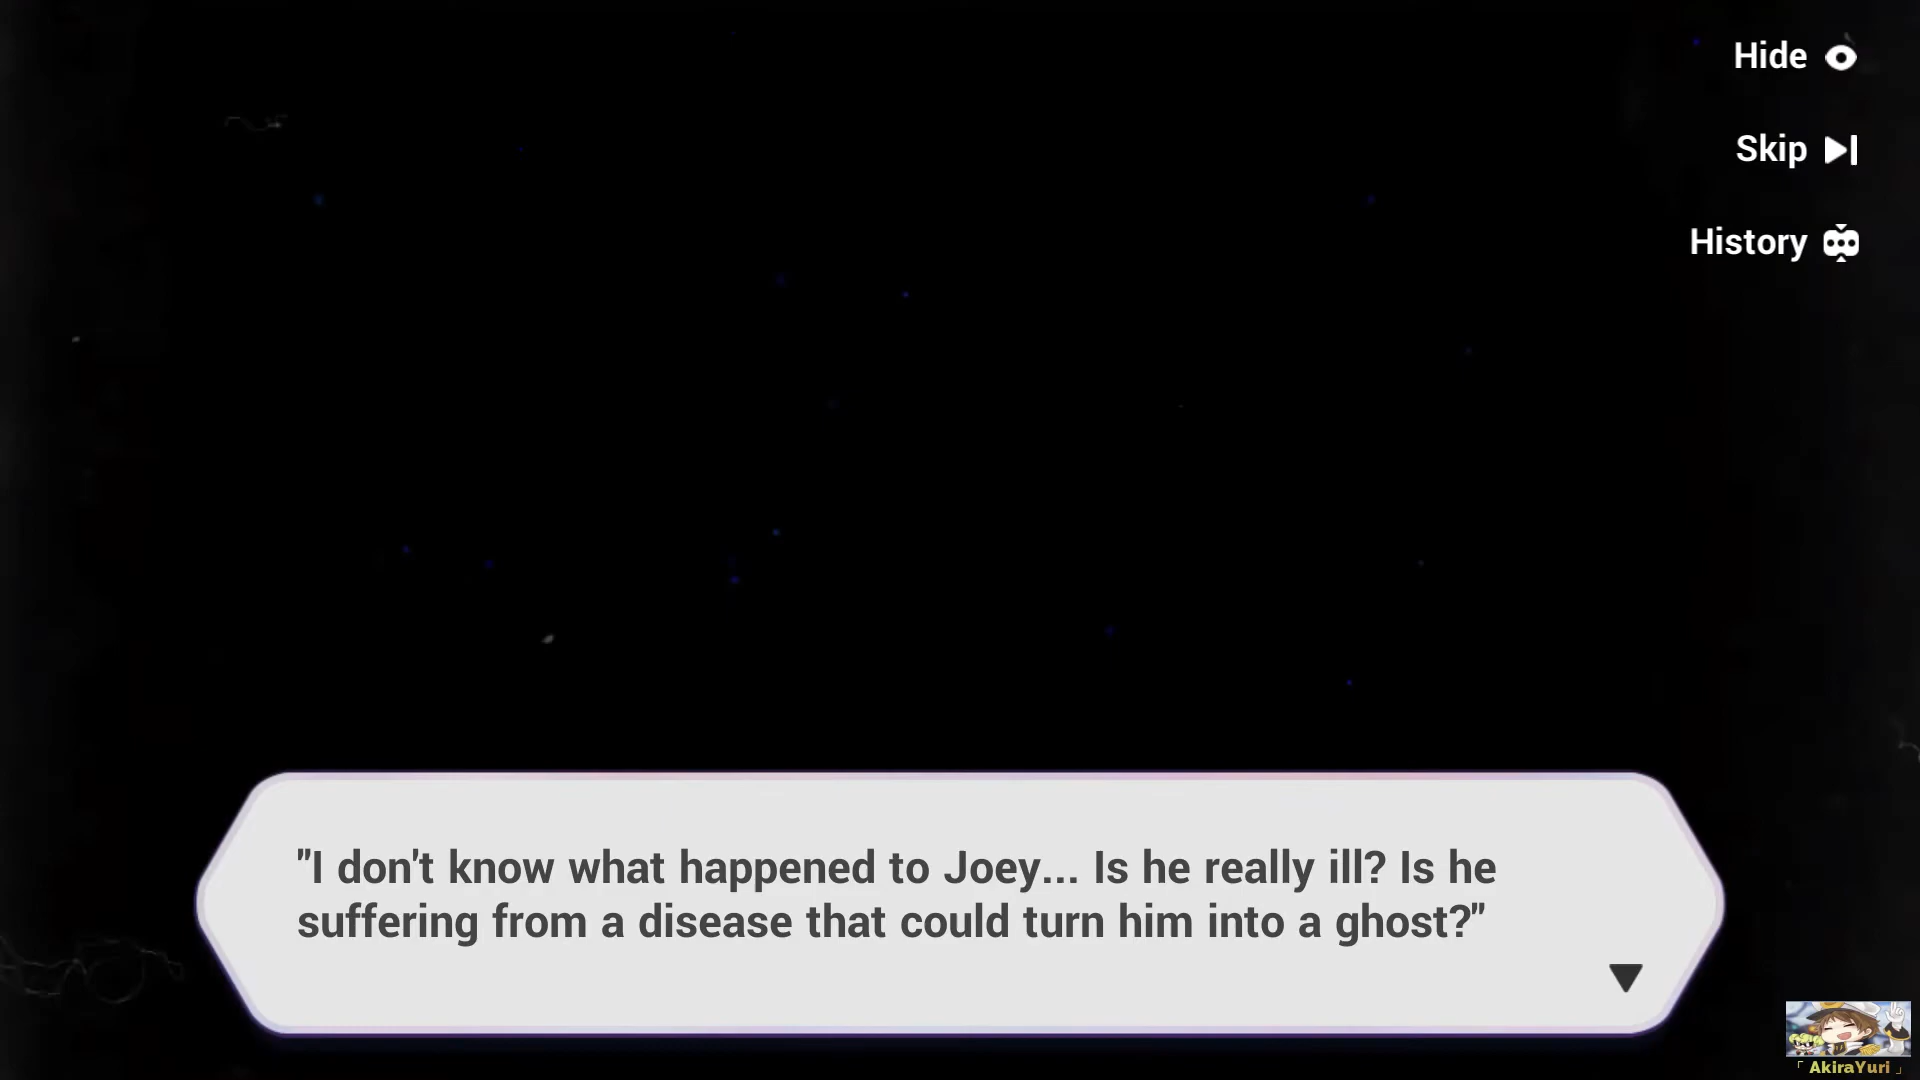 Hide
Skip
History
"I don't know what happened to Joey... Is he really ill? Is he
suffering from a disease that could turn him into a ghost?"
「 AkiraYuri 」